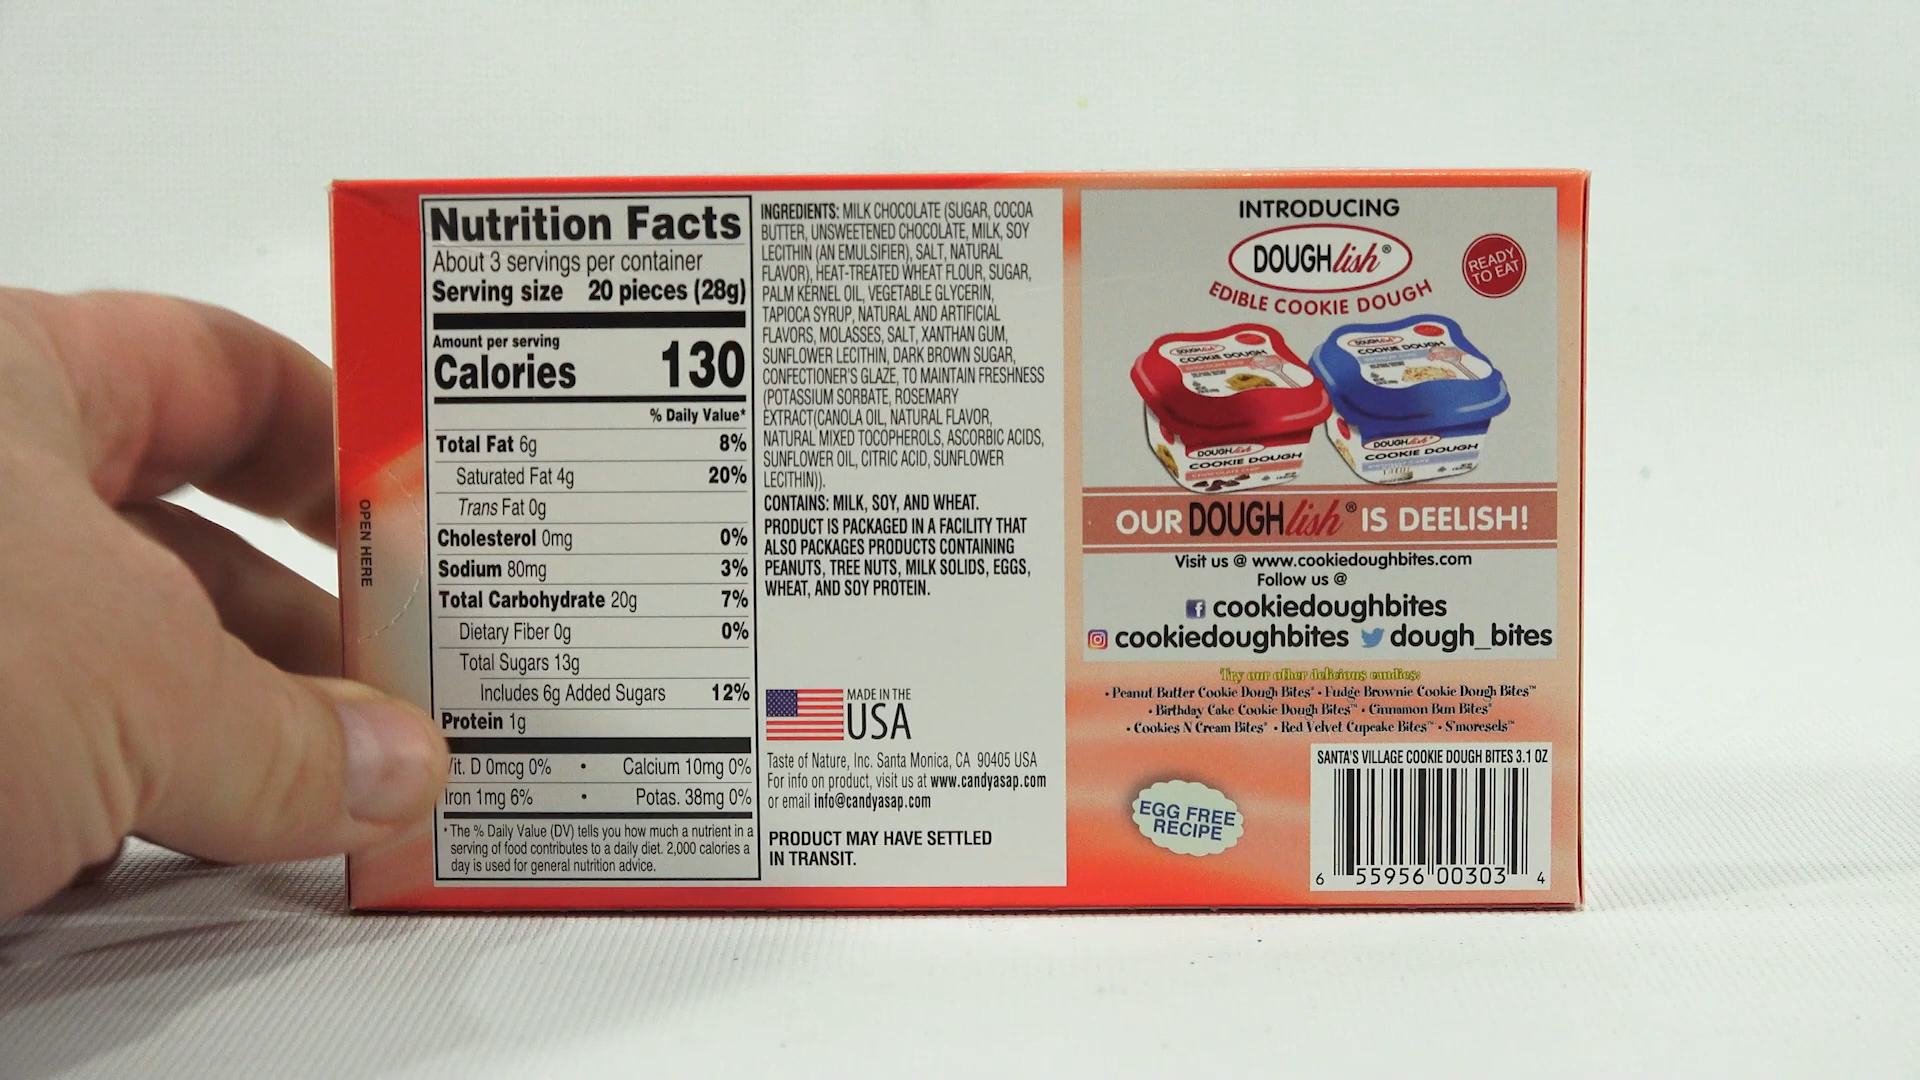 OPEN HERE
Nutrition Facts
About 3 servings per container
Serving size 20 pieces (28g)
Amount per serving
Calories 130
% Daily Value*
Total Fat 6g 8%
Saturated Fat 4g 20%
Trans Fat 0g
Cholesterol 0mg 0%
Sodium 80mg 3%
Total Carbohydrate 20g 7%
Dietary Fiber 0g 0%
Total Sugars 13g
Includes 6g Added Sugars 12%
Protein 1g
Vit. D 0mcg 0% • Calcium 10mg 0%
Iron 1mg 6% • Potas. 38mg 0%
* The % Daily Value (DV) tells you how much a nutrient in a
serving of food contributes to a daily diet. 2,000 calories a
day is used for general nutrition advice.
INGREDIENTS: MILK CHOCOLATE (SUGAR, COCOA
BUTTER, UNSWEETENED CHOCOLATE, MILK, SOY
LECITHIN (AN EMULSIFIER), SALT, NATURAL
FLAVOR), HEAT-TREATED WHEAT FLOUR, SUGAR,
PALM KERNEL OIL, VEGETABLE GLYCERIN,
TAPIOCA SYRUP, NATURAL AND ARTIFICIAL
FLAVORS, MOLASSES, SALT, XANTHAN GUM,
SUNFLOWER LECITHIN, DARK BROWN SUGAR,
CONFECTIONER'S GLAZE, TO MAINTAIN FRESHNESS
(POTASSIUM SORBATE, ROSEMARY
EXTRACT(CANOLA OIL, NATURAL FLAVOR,
NATURAL MIXED TOCOPHEROLS, ASCORBIC ACIDS,
SUNFLOWER OIL, CITRIC ACID, SUNFLOWER
LECITHIN)).
CONTAINS: MILK, SOY, AND WHEAT.
PRODUCT IS PACKAGED IN A FACILITY THAT
ALSO PACKAGES PRODUCTS CONTAINING
PEANUTS, TREE NUTS, MILK SOLIDS, EGGS,
WHEAT, AND SOY PROTEIN.
MADE IN THE
USA
Taste of Nature, Inc. Santa Monica, CA 90405 USA
For info on product, visit us at www.candyasap.com
or email info@candyasap.com
PRODUCT MAY HAVE SETTLED
IN TRANSIT.
INTRODUCING
DOUGHlish®
EDIBLE COOKIE DOUGH
READY
TO EAT
DOUGHlish
COOKIE DOUGH
DOUGHlish
COOKIE DOUGH
DOUGHlish
COOKIE DOUGH
DOUGHlish
COOKIE DOUGH
OUR DOUGHlish® IS DEELISH!
Visit us @ www.cookiedoughbites.com
Follow us @
cookiedoughbites
cookiedoughbites dough_bites
Try our other delicious candies:
• Peanut Butter Cookie Dough Bites® • Fudge Brownie Cookie Dough Bites™
• Birthday Cake Cookie Dough Bites™ • Cinnamon Bun Bites®
• Cookies N Cream Bites® • Red Velvet Cupcake Bites™ • S'moresels™
EGG FREE
RECIPE
SANTA'S VILLAGE COOKIE DOUGH BITES 3.1 OZ
6 55956 00303 4